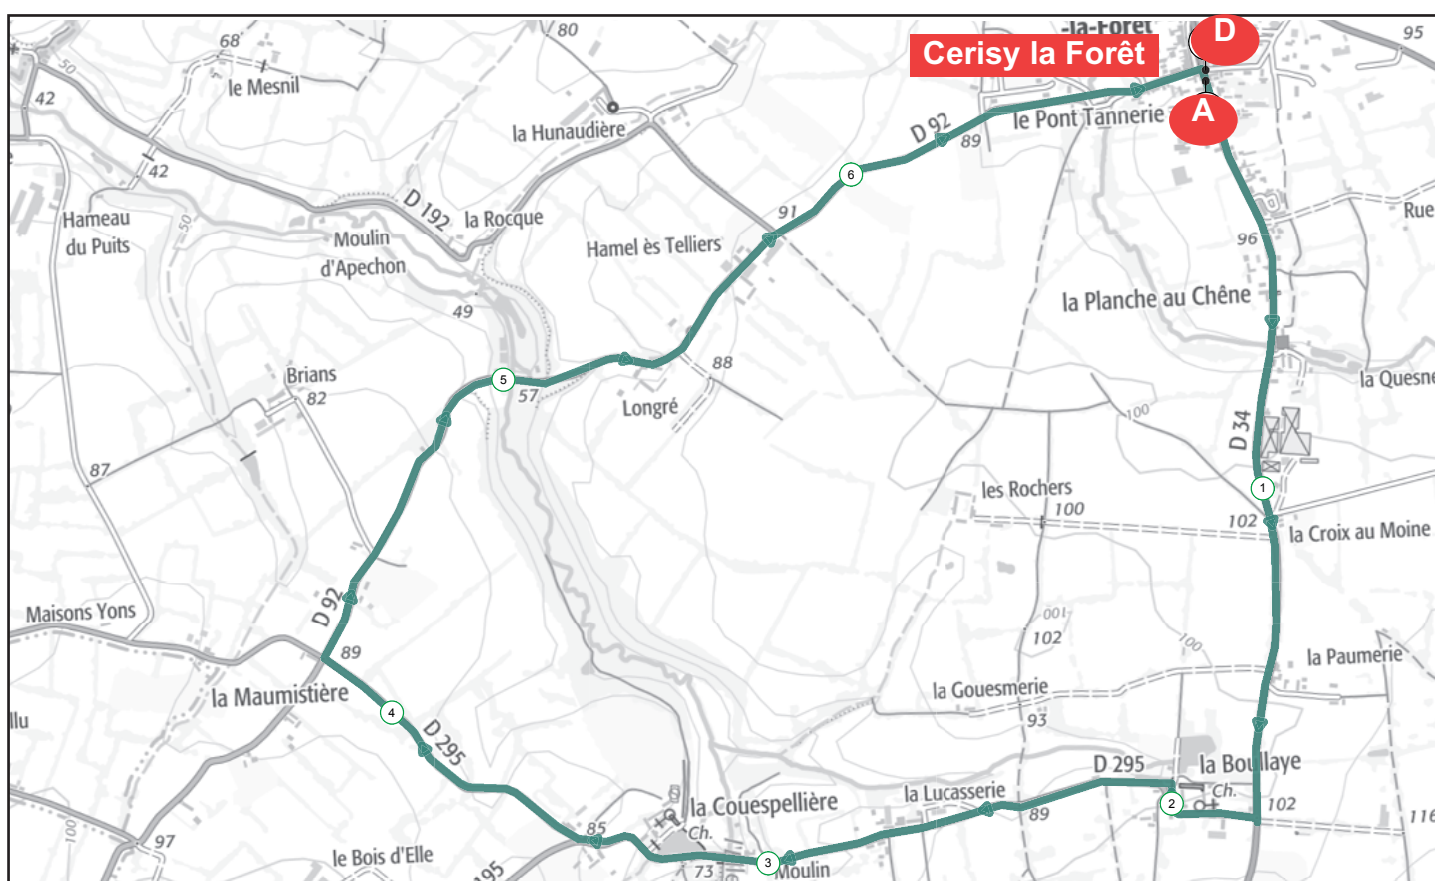 80
-la-Forêt
D
95
68
Cerisy la Forêt
50
le Mesnil
42
la Hunaudière
D 92
89
le Pont Tannerie
A
42
6
Hameau
du Puits
50
D 192
la Rocque
91
Rue
Moulin
d'Apechon
Hamel ès Telliers
96
49
la Planche au Chêne
Brians
82
5
57
88
la Quesne
Longré
100
D 34
87
les Rochers
1
100
102
la Croix au Moine
Maisons Yons
D 92
100
102
100
89
la Paumerie
la Maumistière
la Gouesmerie
llu
4
93
D 295
D 295
la Boullaye
la Lucasserie
Ch.
la Couespellière
2
102
89
116
Ch.
85
100
97
le Bois d'Elle
3
73
Moulin
195